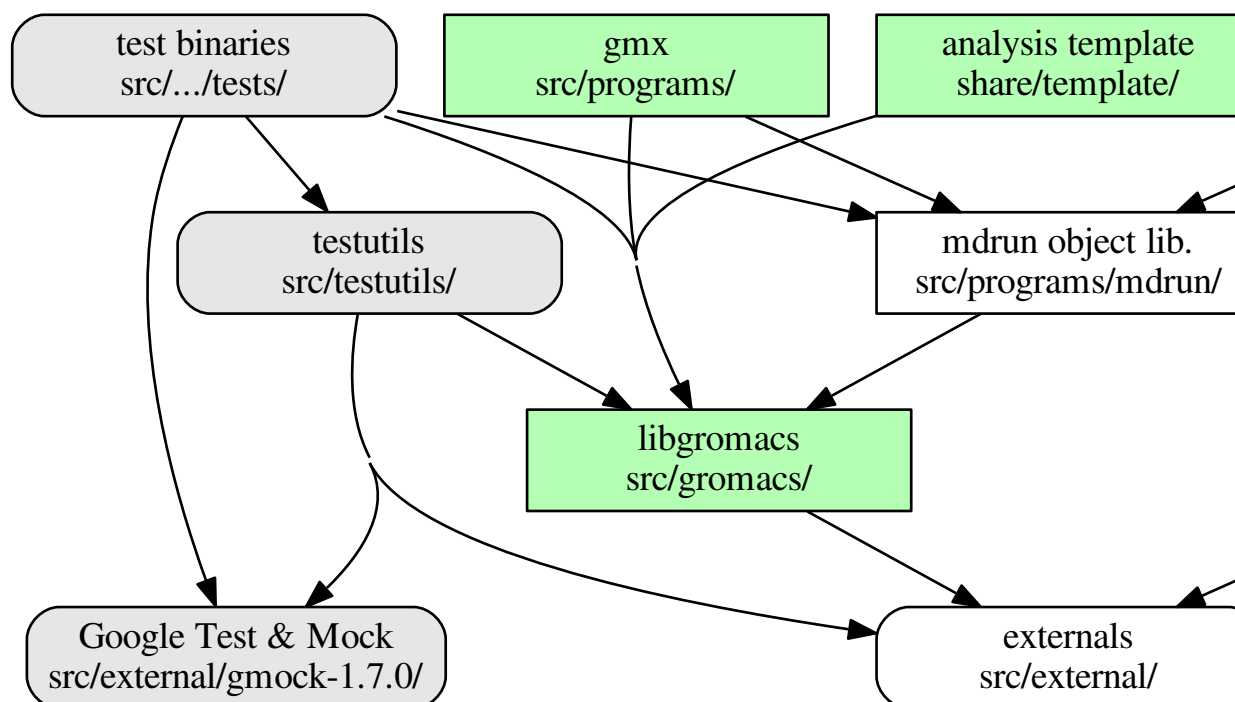 test binaries
src/.../tests/
gmx
src/programs/
analysis template
share/template/
testutils
src/testutils/
mdrun object lib.
src/programs/mdrun/
libgromacs
src/gromacs/
Google Test & Mock
src/external/gmock-1.7.0/
externals
src/external/